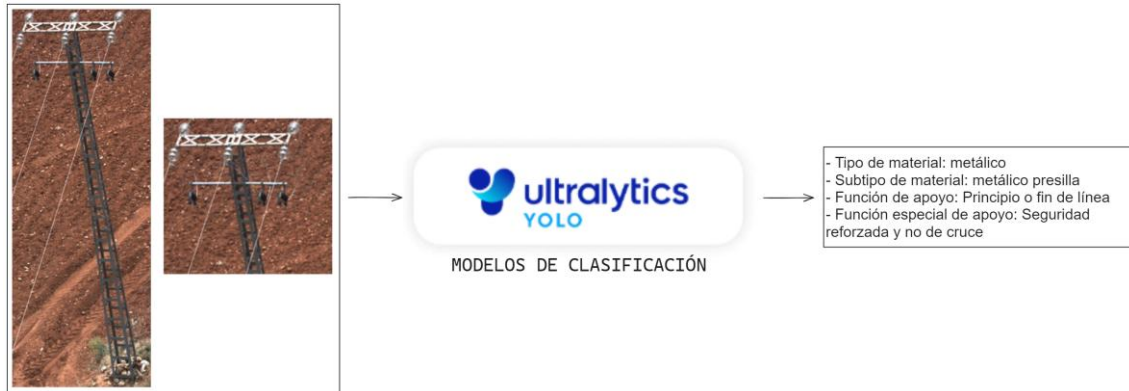 ultralytics
YOLO
MODELOS DE CLASIFICACIÓN
- Tipo de material: metálico
- Subtipo de material: metálico presilla
- Función de apoyo: Principio o fin de línea
- Función especial de apoyo: Seguridad
reforzada y no de cruce